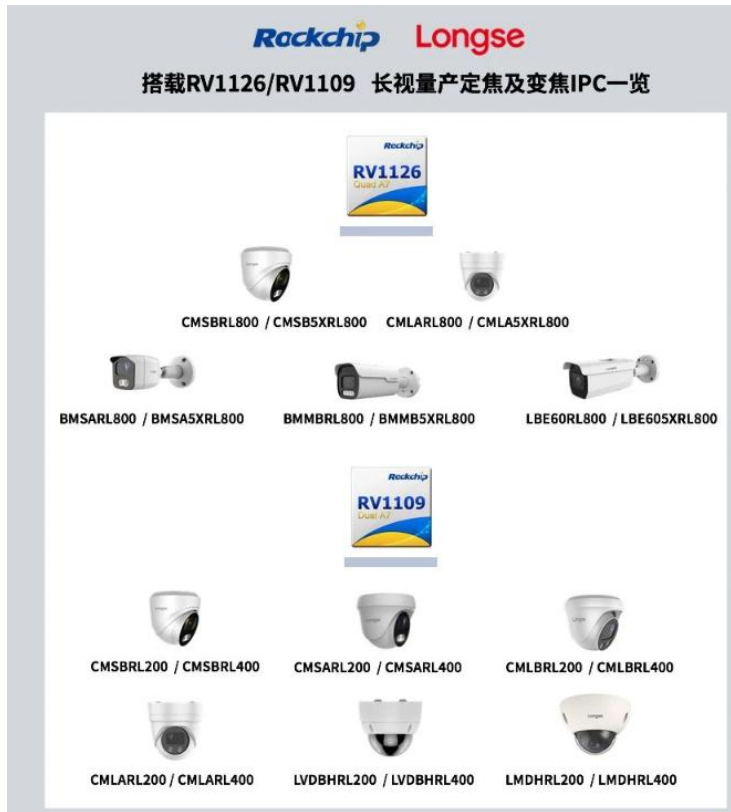 Rockchip Longse
搭载RV1126/RV1109 长视量产定焦及变焦IPC一览
Rockchip
RV1126
Quad A7
CMSBRL800 / CMSB5XRL800 CMLARL800 / CMLA5XRL800
BMSARL800 / BMSA5XRL800 BMMBRL800 / BMMB5XRL800 LBE60RL800 / LBE605XRL800
Rockchip
RV1109
Dual A7
CMSBRL200 / CMSBRL400 CMSARL200 / CMSARL400 CMLBRL200 / CMLBRL400
CMLARL200 / CMLARL400 LVDBHRL200 / LVDBHRL400 LMDHRL200 / LMDHRL400